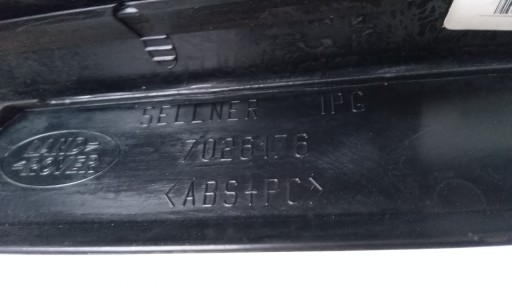 SELLNER IPG
LAND
ROVER
7028176
<ABS+PC>